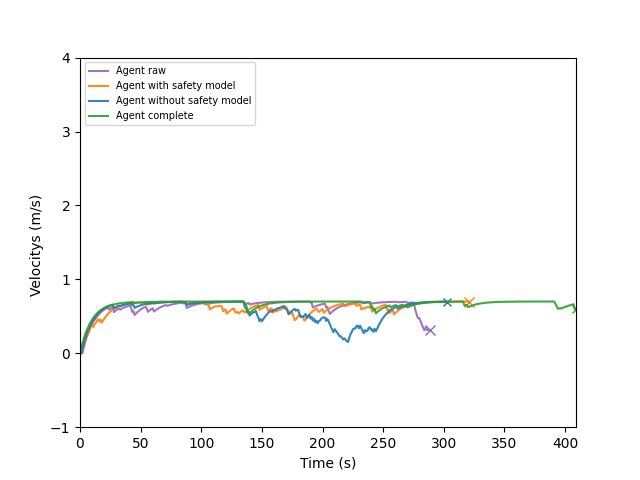 4
3
2
1
0
−1
Velocitys (m/s)
Agent raw
Agent with safety model
Agent without safety model
Agent complete
0 50 100 150 200 250 300 350 400
Time (s)